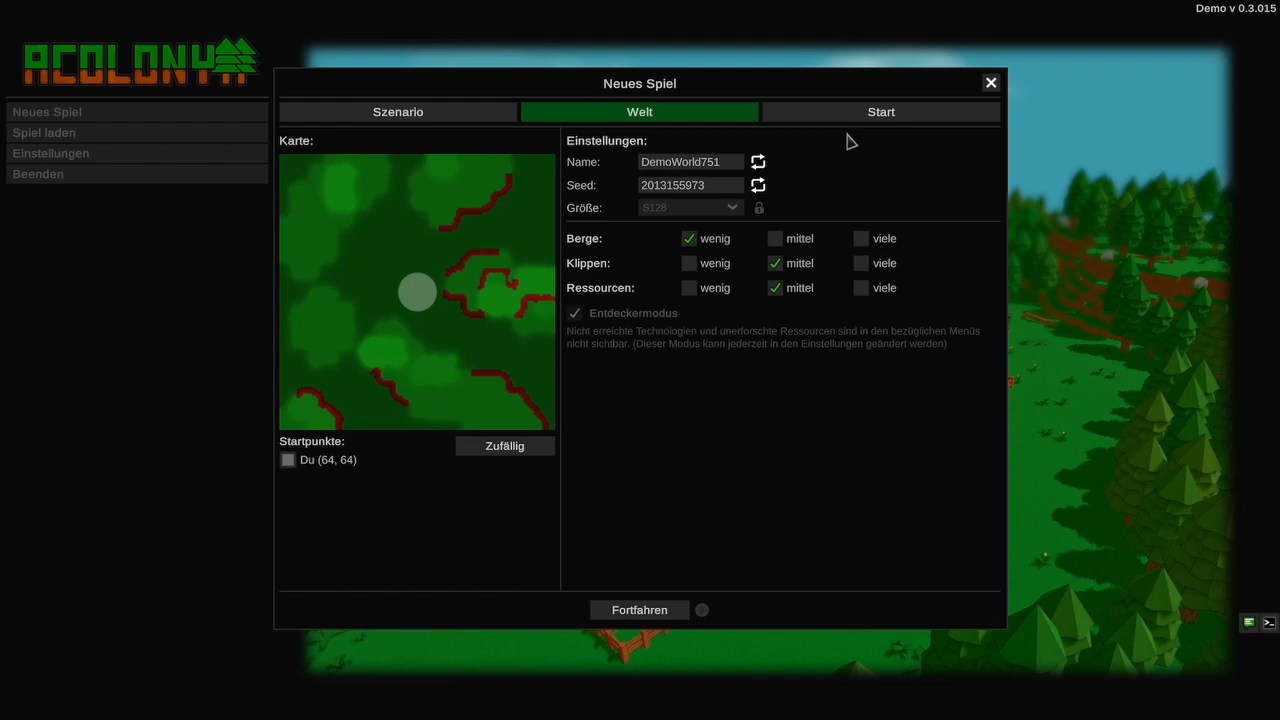 Demo v 0.3.015
ACOLONY
Neues Spiel
Spiel laden
Einstellungen
Beenden
Neues Spiel
Szenario
Welt
Start
Karte:
Startpunkte:
Zufällig
Du (64, 64)
Einstellungen:
Name: DemoWorld751
Seed: 2013155973
Größe: S128
Berge: wenig mittel viele
Klippen: wenig mittel viele
Ressourcen: wenig mittel viele
Entdeckermodus
Nicht erreichte Technologien und unerforschte Ressourcen sind in den bezüglichen Menüs
nicht sichtbar. (Dieser Modus kann jederzeit in den Einstellungen geändert werden)
Fortfahren